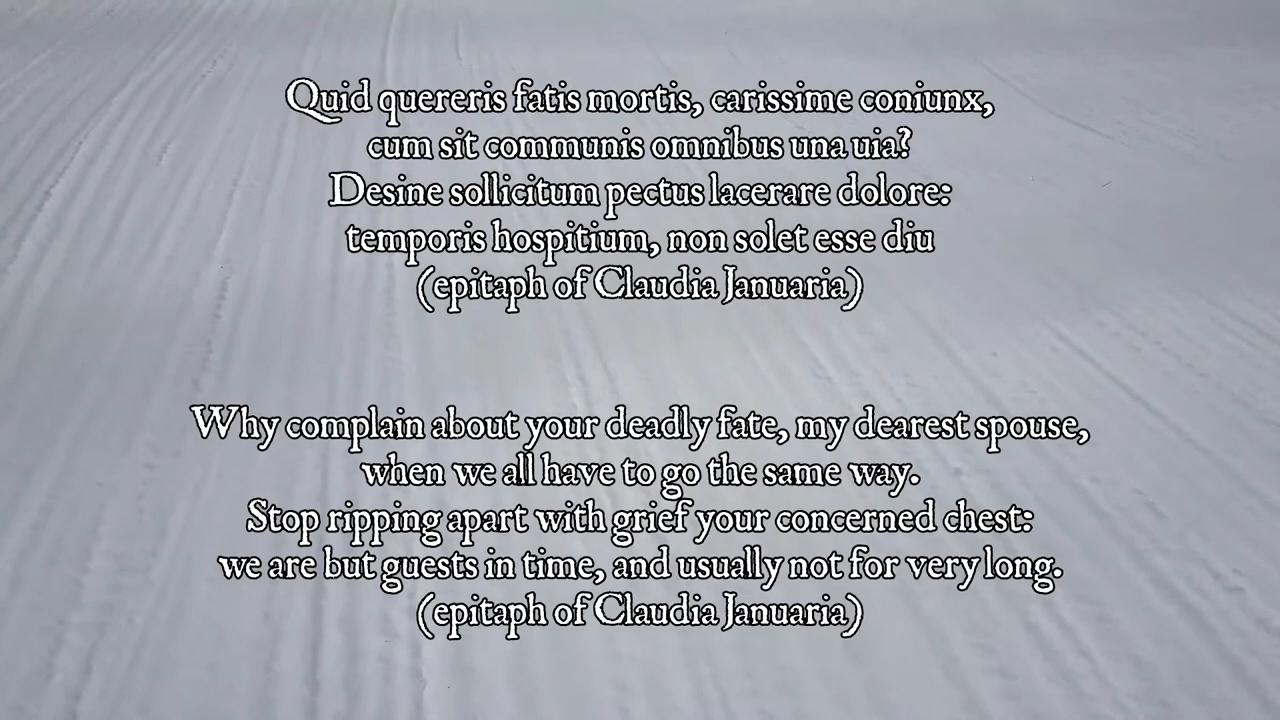 Quid quereris fatis mortis, carissime coniunx,
cum sit communis omnibus una uia?
Desine sollicitum pectus lacerare dolore:
temporis hospitium, non solet esse diu
(epitaph of Claudia Januaria)
Why complain about your deadly fate, my dearest spouse,
when we all have to go the same way.
Stop ripping apart with grief your concerned chest:
we are but guests in time, and usually not for very long.
(epitaph of Claudia Januaria)